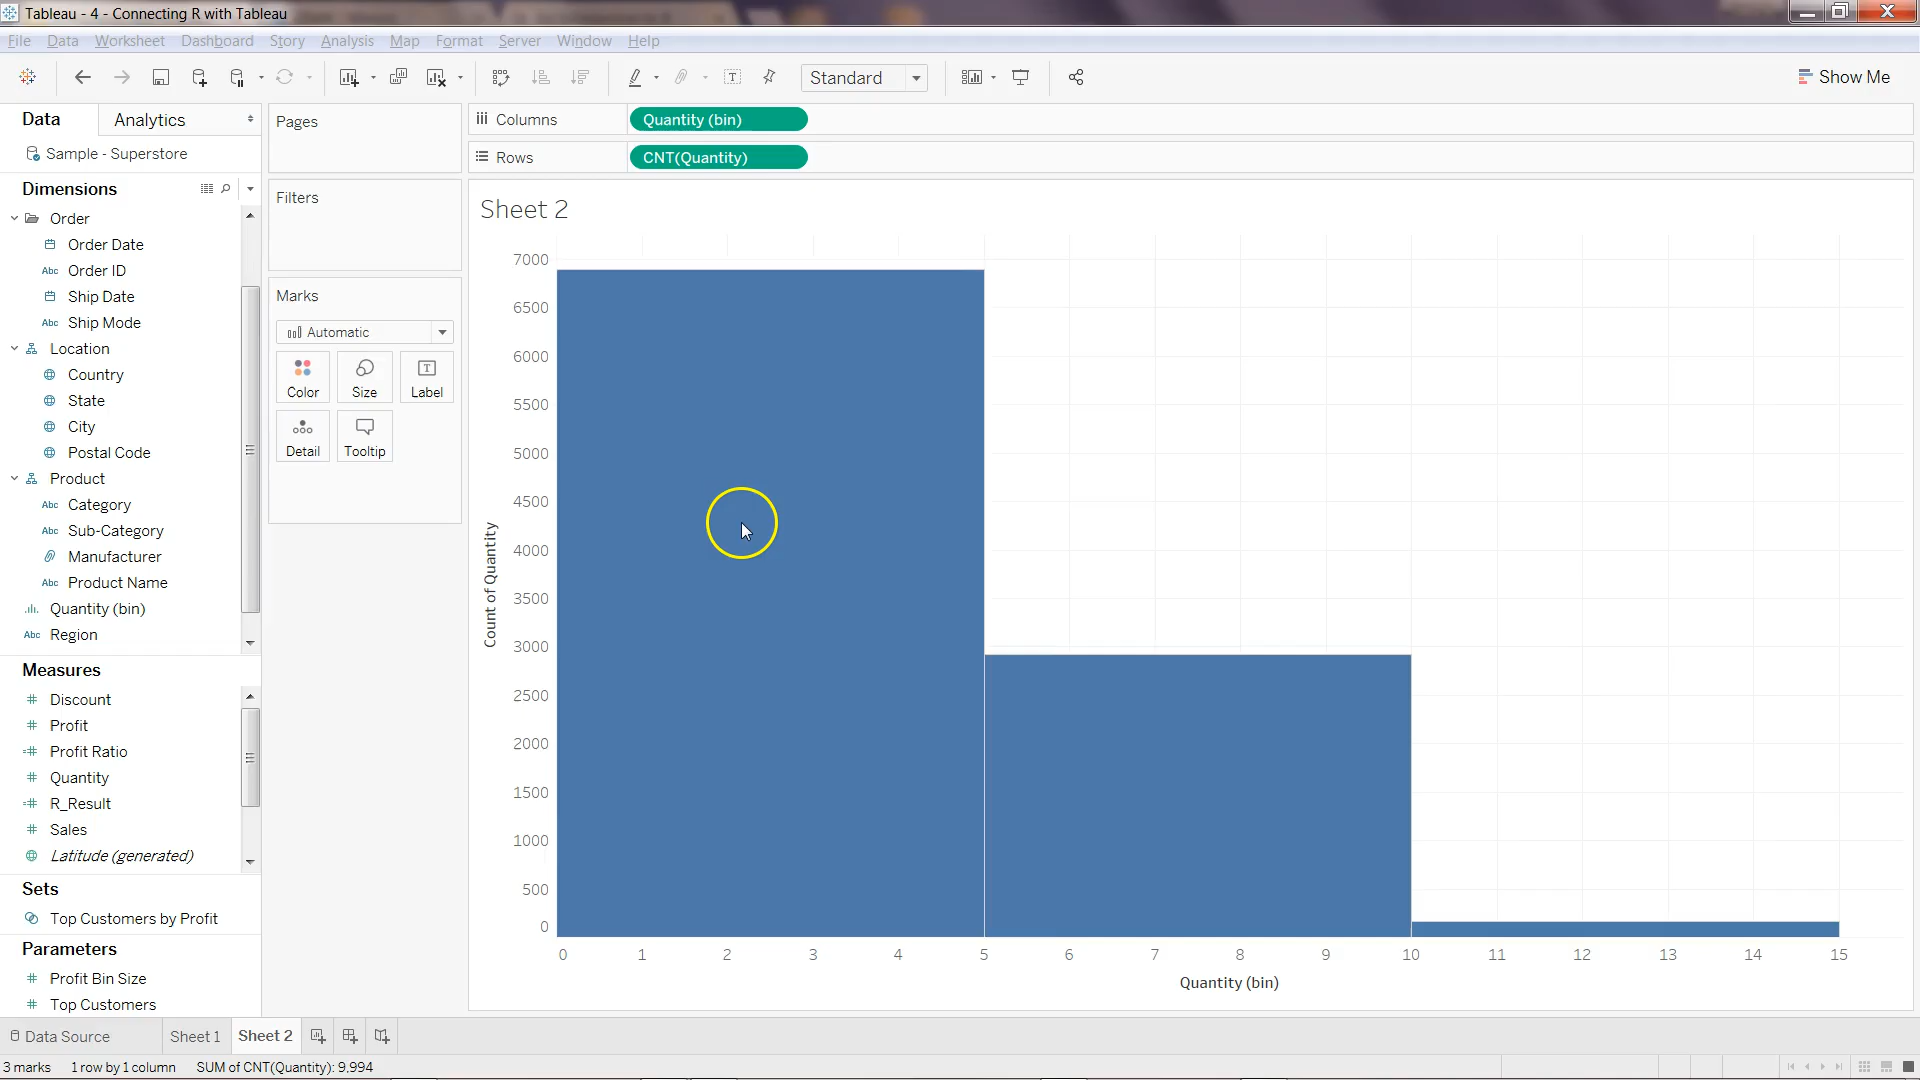 Tableau - 4 - Connecting R with Tableau
File Data Worksheet Dashboard Story Analysis Map Format Server Window Help
Standard
Show Me
Data
Analytics
Sample - Superstore
Dimensions
Order
Order Date
Abc Order ID
Ship Date
Abc Ship Mode
Location
Country
State
City
Postal Code
Product
Abc Category
Abc Sub-Category
Manufacturer
Abc Product Name
Quantity (bin)
Abc Region
Measures
# Discount
# Profit
=# Profit Ratio
# Quantity
=# R_Result
# Sales
Latitude (generated)
Sets
Top Customers by Profit
Parameters
# Profit Bin Size
# Top Customers
Pages
Filters
Marks
Automatic
Color
Size
T
Label
Detail
Tooltip
Columns
Quantity (bin)
Rows
CNT(Quantity)
Sheet 2
7000
6500
6000
5500
5000
4500
4000
3500
3000
2500
2000
1500
1000
500
0
Count of Quantity
0 1 2 3 4 5 6 7 8 9 10 11 12 13 14 15
Quantity (bin)
Data Source
Sheet 1
Sheet 2
3 marks 1 row by 1 column SUM of CNT(Quantity): 9,994